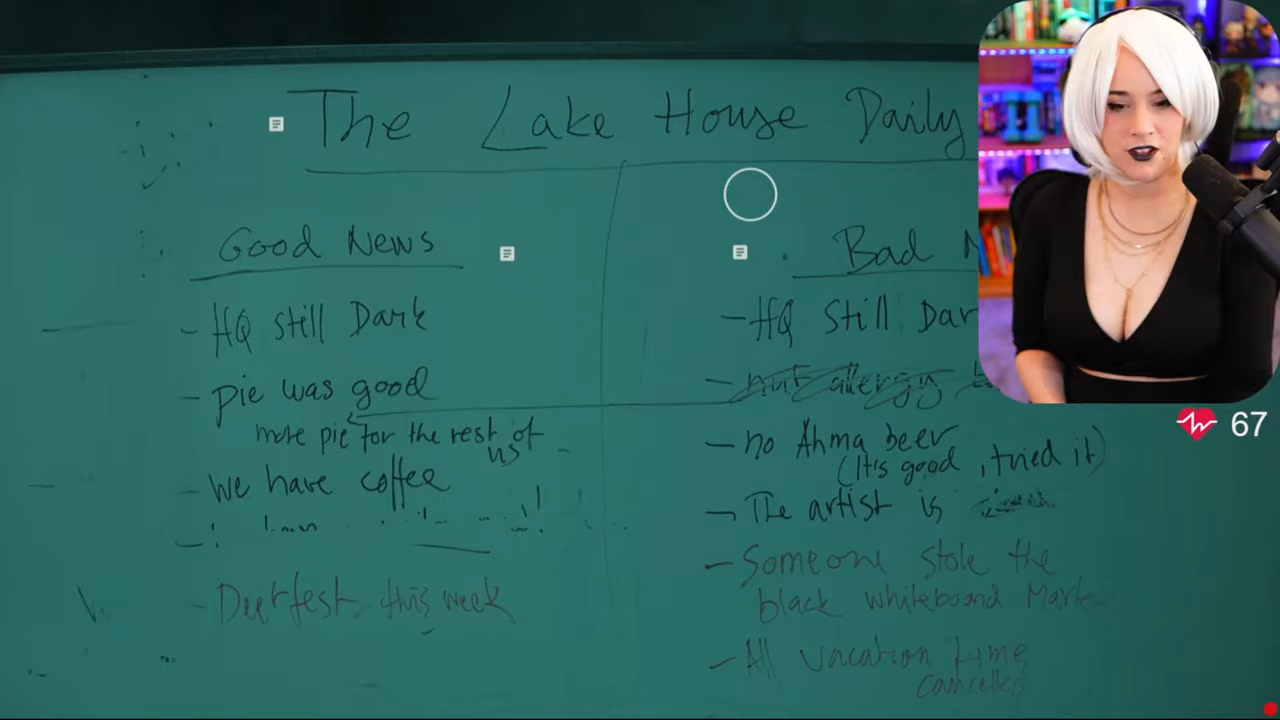 The Lake House Daily
Good News
- HQ still Dark
- pie was good
more pie for the rest of
us
- we have coffee
- Deerfest this week
Bad
- HQ Still
- nut allergy
- no Ahma beer
(It's good, tried it)
- The artist is
- Someone stole the
black whiteboard
- All vacation time
cancelled
67